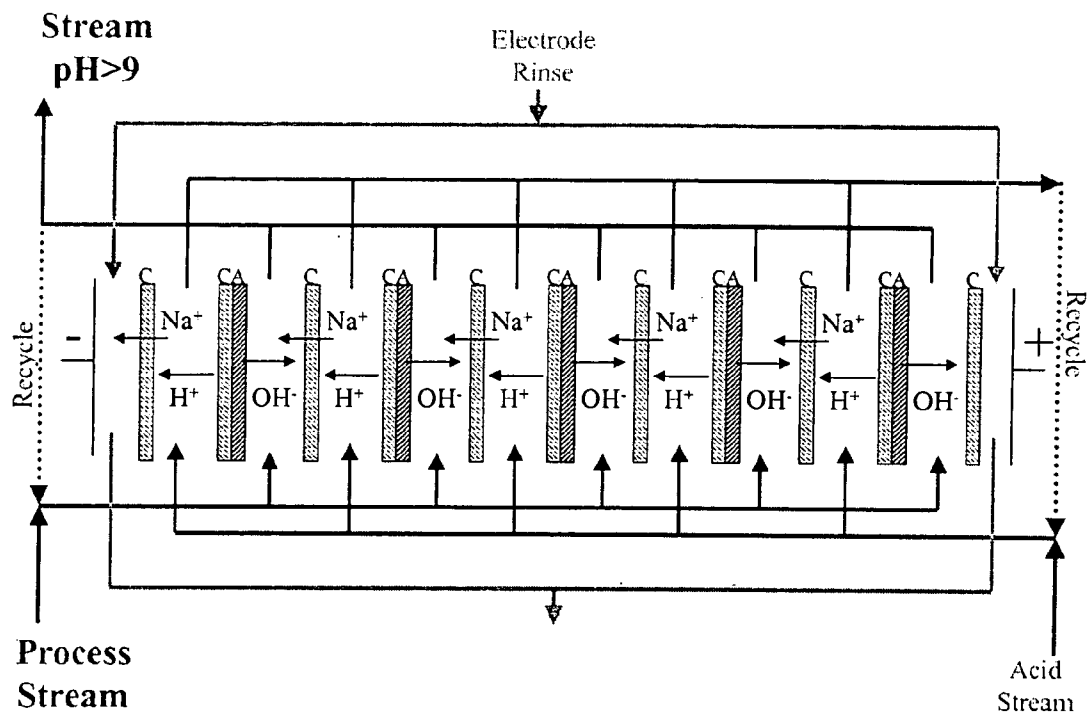 Stream
pH>9
Electrode
Rinse
C CA C CA C CA C CA C CA C
Na⁺ Na⁺ Na⁺ Na⁺ Na⁺
- +
Recycle Recycle
H⁺ OH⁻ H⁺ OH⁻ H⁺ OH⁻ H⁺ OH⁻ H⁺ OH⁻
Process
Stream
Acid
Stream